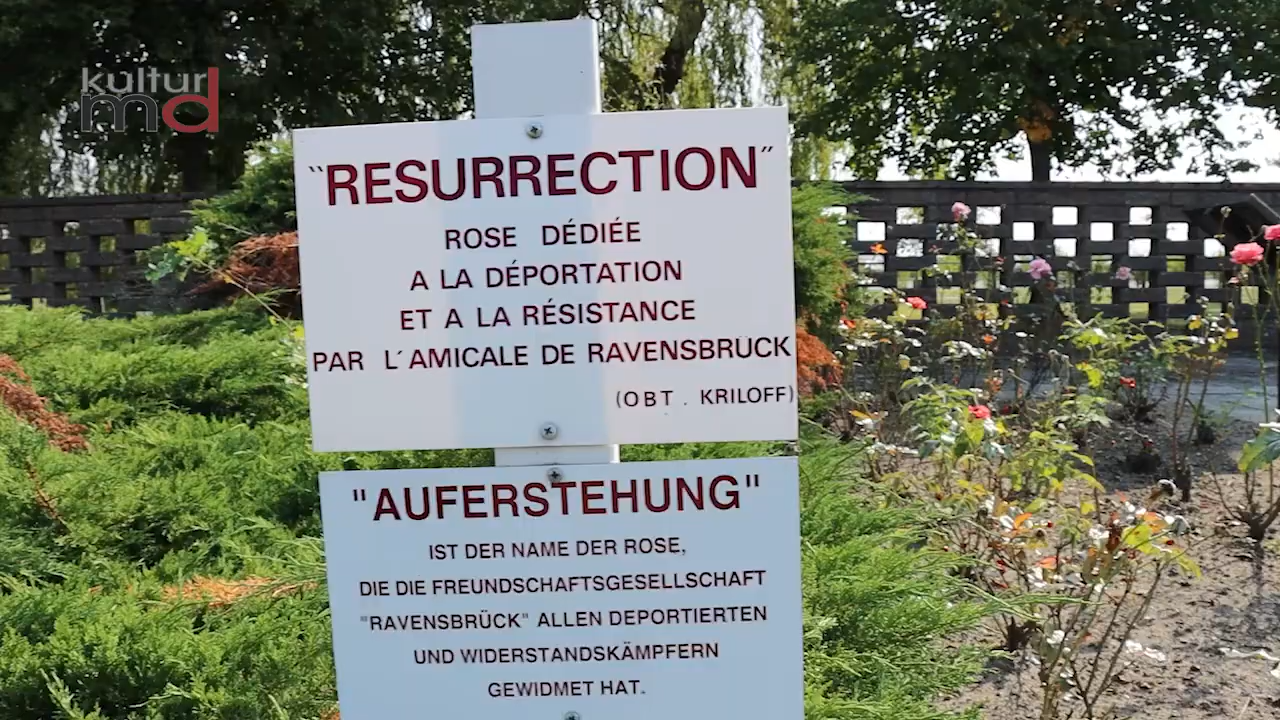 kultur
md
"RESURRECTION"
ROSE DÉDIÉE
A LA DÉPORTATION
ET A LA RÉSISTANCE
PAR L´AMICALE DE RAVENSBRÜCK
(OBT. KRILOFF)
"AUFERSTEHUNG"
IST DER NAME DER ROSE,
DIE DIE FREUNDSCHAFTSGESELLSCHAFT
"RAVENSBRÜCK" ALLEN DEPORTIERTEN
UND WIDERSTANDSKÄMPFERN
GEWIDMET HAT.